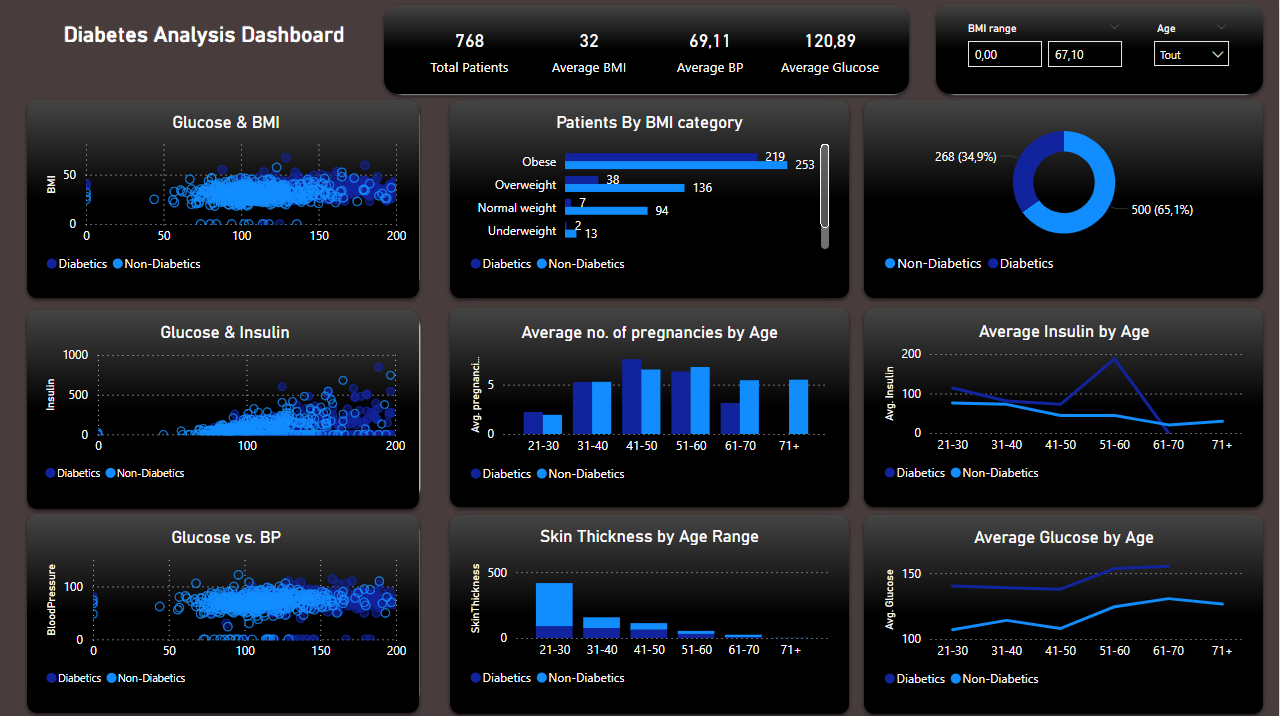 Diabetes Analysis Dashboard
768
Total Patients
32
Average BMI
69,11
Average BP
120,89
Average Glucose
BMI range
0,00
67,10
Age
Tout
Glucose & BMI
BMI
50
0
0 50 100 150 200
Diabetics Non-Diabetics
Patients By BMI category
Obese 219 253
Overweight 38 136
Normal weight 7 94
Underweight 2 13
Diabetics Non-Diabetics
268 (34,9%)
500 (65,1%)
Non-Diabetics Diabetics
Glucose & Insulin
Insulin
1000
500
0
0 100 200
Diabetics Non-Diabetics
Average no. of pregnancies by Age
Avg. pregnanci...
5
0
21-30 31-40 41-50 51-60 61-70 71+
Diabetics Non-Diabetics
Average Insulin by Age
Avg. Insulin
200
100
0
21-30 31-40 41-50 51-60 61-70 71+
Diabetics Non-Diabetics
Glucose vs. BP
BloodPressure
100
0
0 50 100 150 200
Diabetics Non-Diabetics
Skin Thickness by Age Range
SkinThickness
500
0
21-30 31-40 41-50 51-60 61-70 71+
Diabetics Non-Diabetics
Average Glucose by Age
Avg. Glucose
150
100
21-30 31-40 41-50 51-60 61-70 71+
Diabetics Non-Diabetics